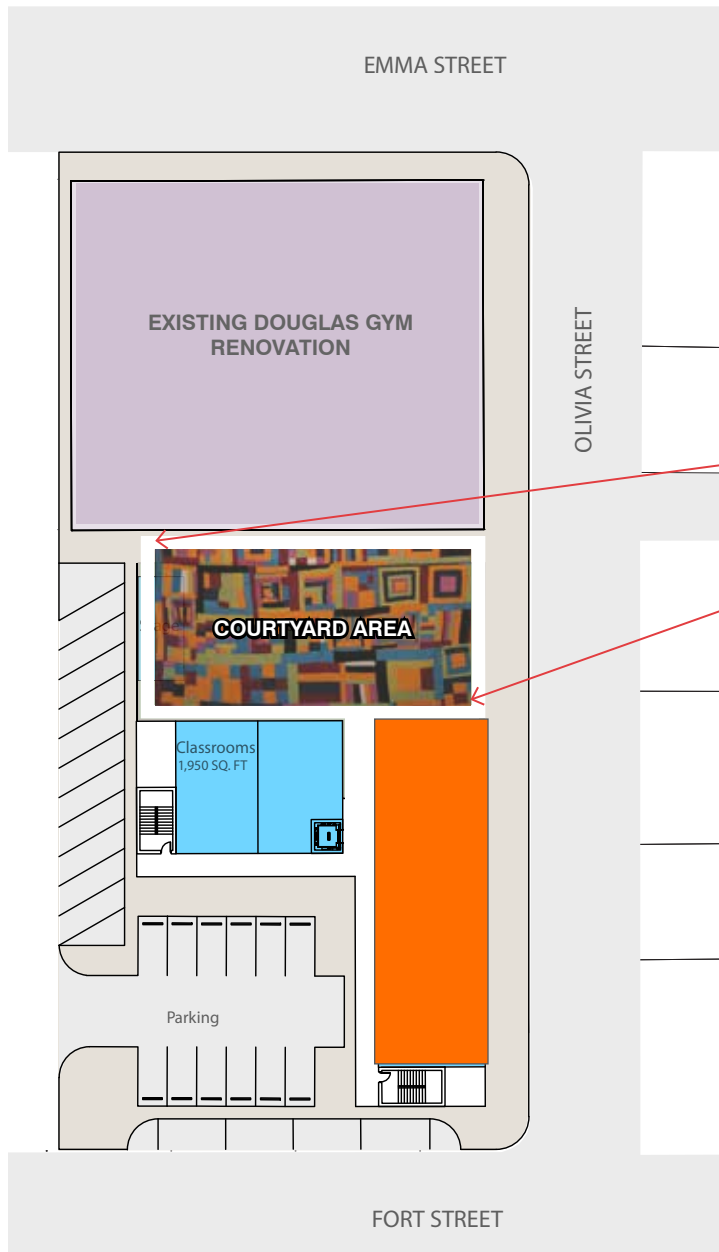 EMMA STREET
EXISTING DOUGLAS GYM
RENOVATION
OLIVIA STREET
COURTYARD AREA
Classrooms
1,950 SQ. FT
Parking
FORT STREET